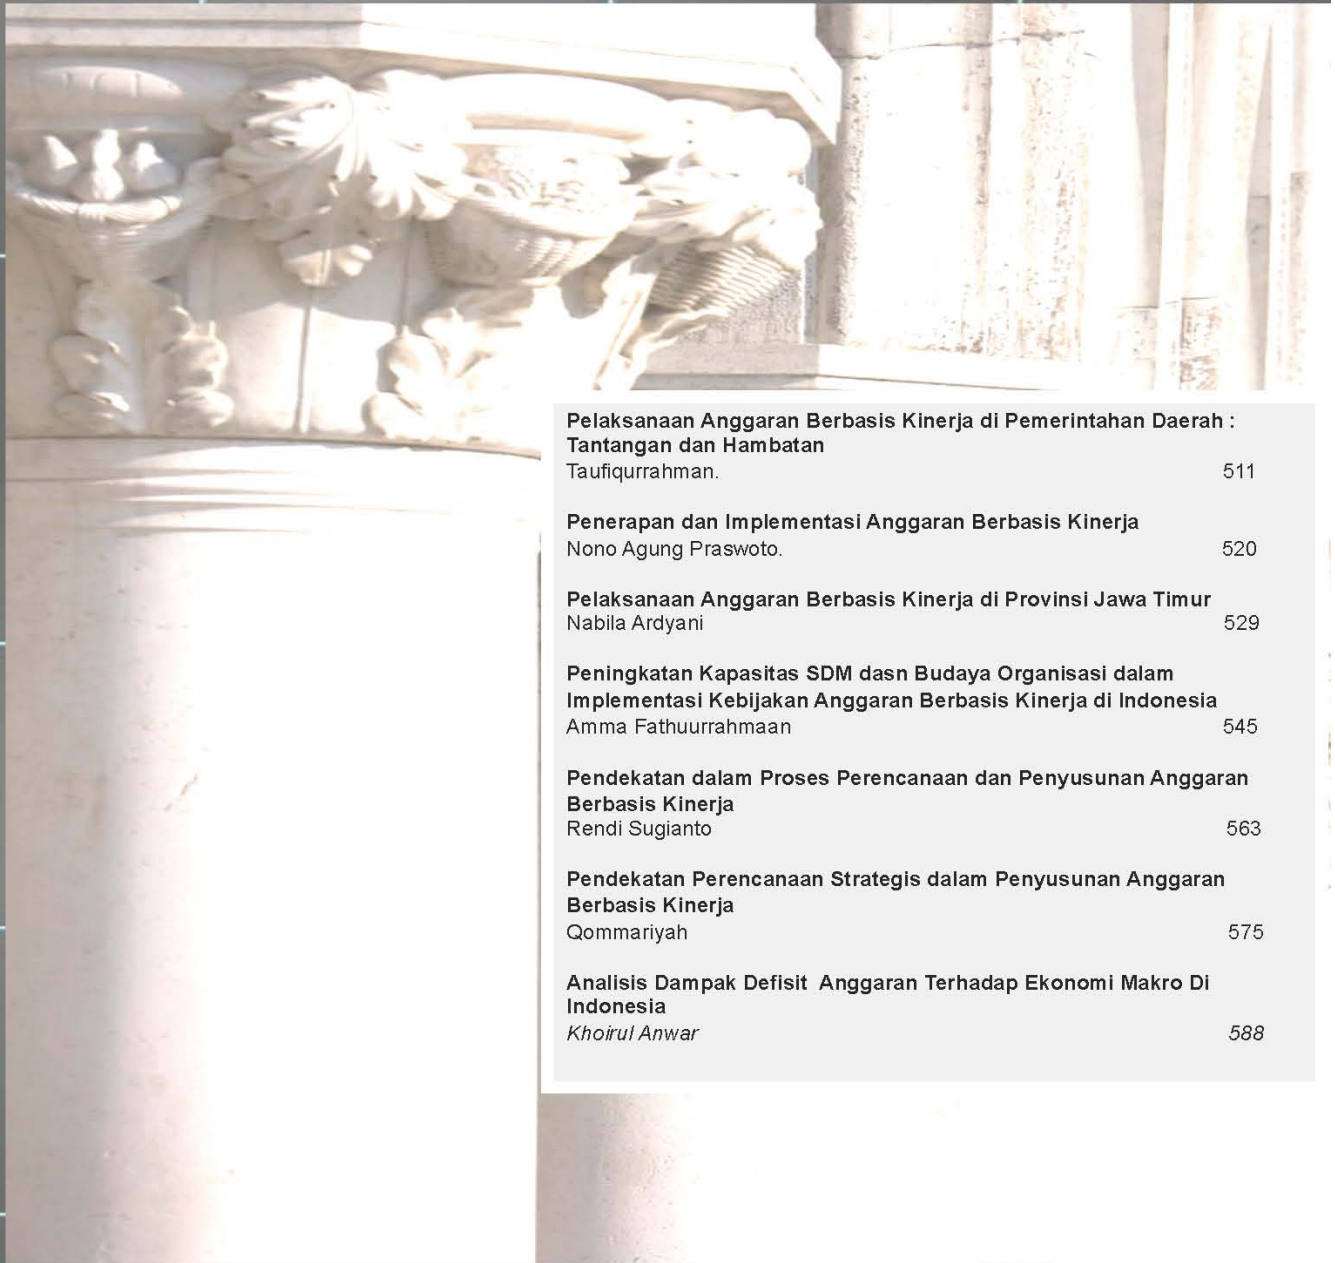 Pelaksanaan Anggaran Berbasis Kinerja di Pemerintahan Daerah :
Tantangan dan Hambatan
Taufiqurrahman. 511
Penerapan dan Implementasi Anggaran Berbasis Kinerja
Nono Agung Praswoto. 520
Pelaksanaan Anggaran Berbasis Kinerja di Provinsi Jawa Timur
Nabila Ardyani 529
Peningkatan Kapasitas SDM dasn Budaya Organisasi dalam
Implementasi Kebijakan Anggaran Berbasis Kinerja di Indonesia
Amma Fathuurrahmaan 545
Pendekatan dalam Proses Perencanaan dan Penyusunan Anggaran
Berbasis Kinerja
Rendi Sugianto 563
Pendekatan Perencanaan Strategis dalam Penyusunan Anggaran
Berbasis Kinerja
Qommariyah 575
Analisis Dampak Defisit Anggaran Terhadap Ekonomi Makro Di
Indonesia
Khoirul Anwar 588